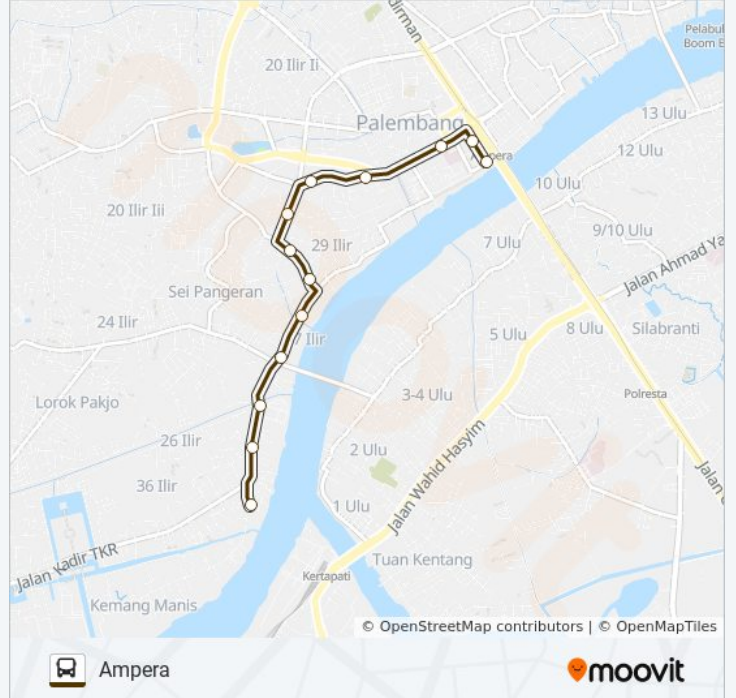 dirman
Pelabu
Boom B
20 Ilir Ii
Palembang
13 Ulu
12 Ulu
Ampera
10 Ulu
20 Ilir Iii
9/10 Ulu
29 Ilir
7 Ulu
Jalan Ahmad Ya
Sei Pangeran
24 Ilir
7 Ilir
5 Ulu
8 Ulu
Silabranti
3-4 Ulu
Polresta
Lorok Pakjo
26 Ilir
2 Ulu
Jalan Wahid Hasyim
36 Ilir
1 Ulu
Jalan
Jalan Yadir TKR
Tuan Kentang
Kertapati
Kemang Manis
© OpenStreetMap contributors | © OpenMapTiles
Ampera
moovit